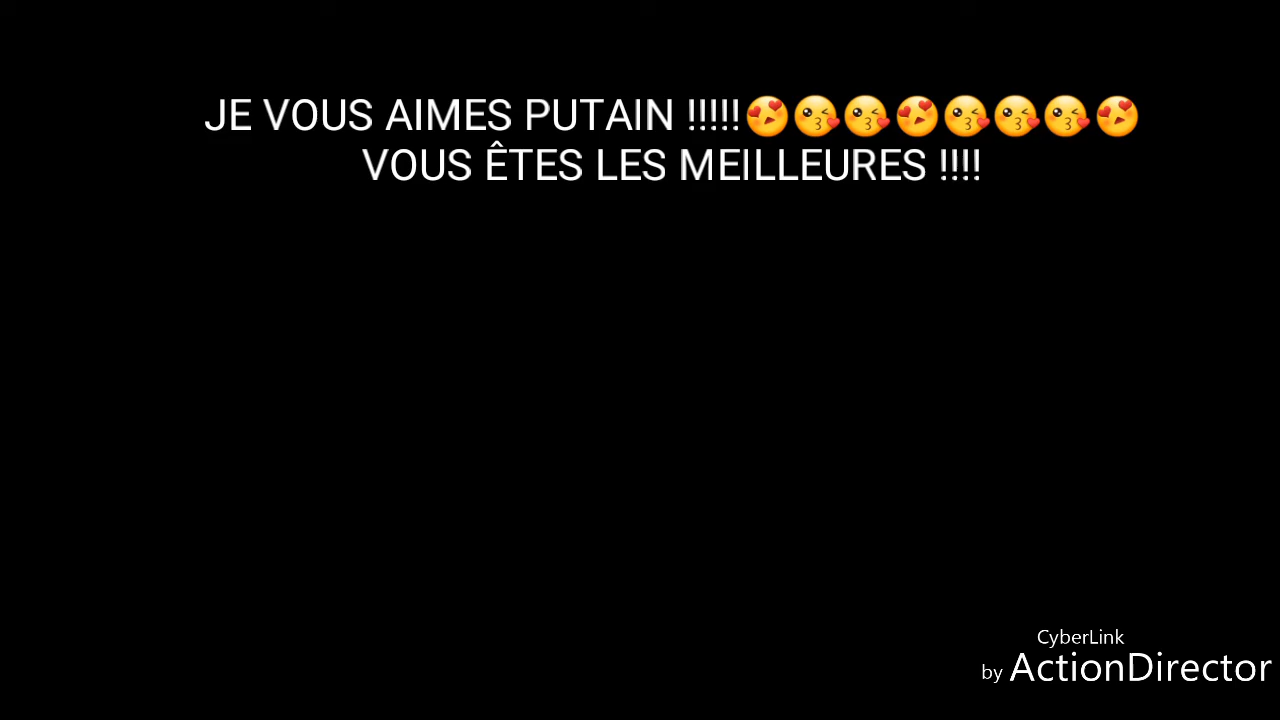 JE VOUS AIMES PUTAIN !!!!!😍😘😘😍😘😘😘😍
VOUS ÊTES LES MEILLEURES !!!!
CyberLink
by ActionDirector